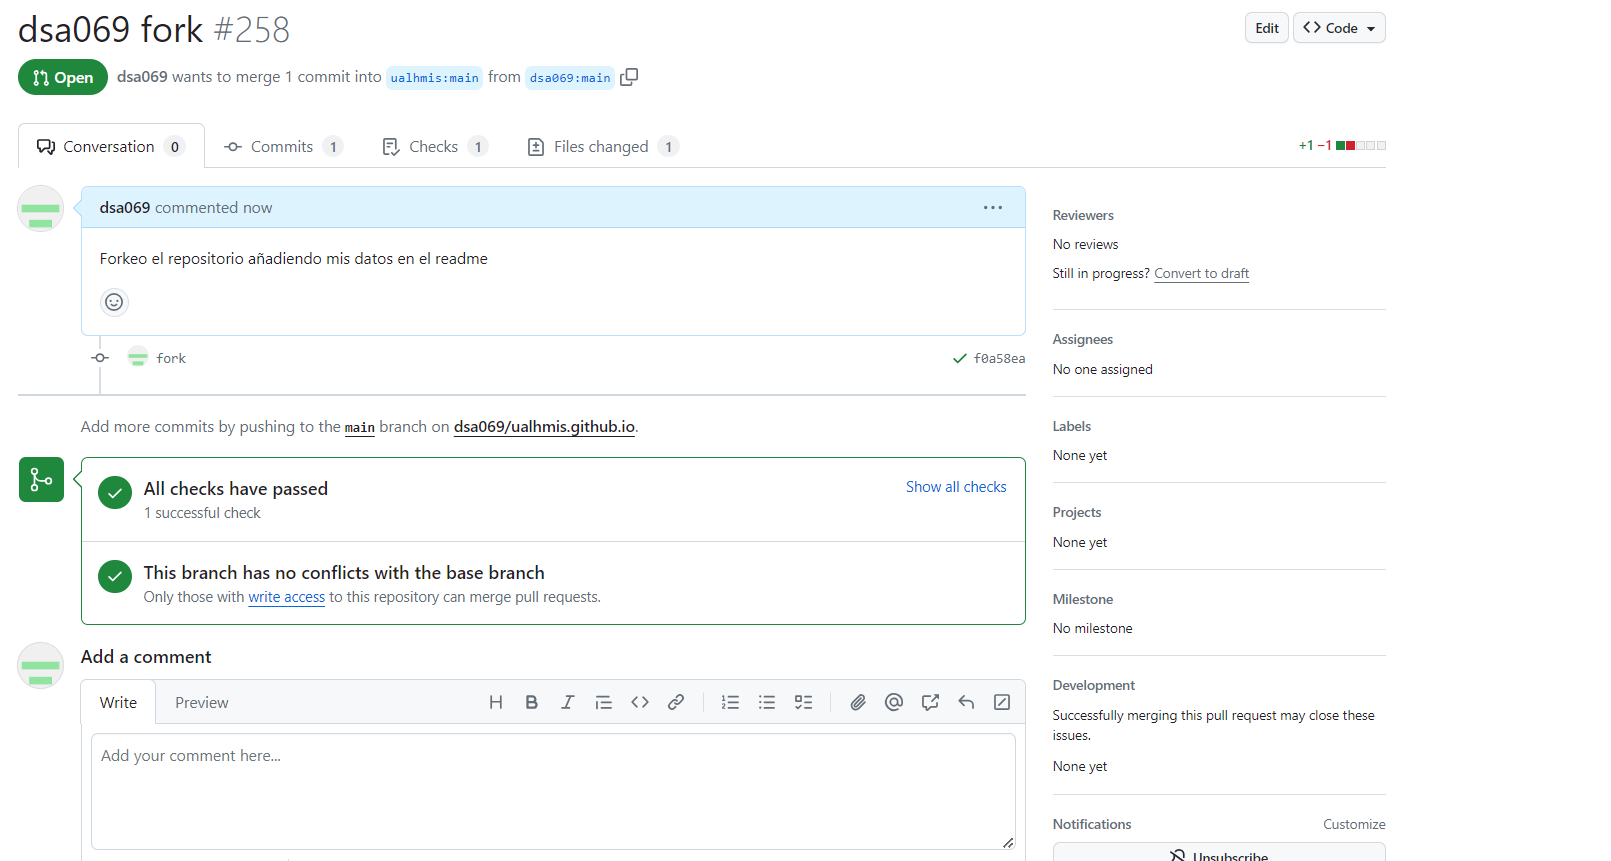 dsa069 fork #258
Edit
Code
Open
dsa069 wants to merge 1 commit into ualhmis:main from dsa069:main
Conversation 0
Commits 1
Checks 1
Files changed 1
+1 −1
dsa069 commented now
Forkeo el repositorio añadiendo mis datos en el readme
fork
f0a58ea
Add more commits by pushing to the main branch on dsa069/ualhmis.github.io.
All checks have passed
1 successful check
Show all checks
This branch has no conflicts with the base branch
Only those with write access to this repository can merge pull requests.
Add a comment
Write
Preview
Add your comment here...
Reviewers
No reviews
Still in progress? Convert to draft
Assignees
No one assigned
Labels
None yet
Projects
None yet
Milestone
No milestone
Development
Successfully merging this pull request may close these
issues.
None yet
Notifications
Customize
Unsubscribe